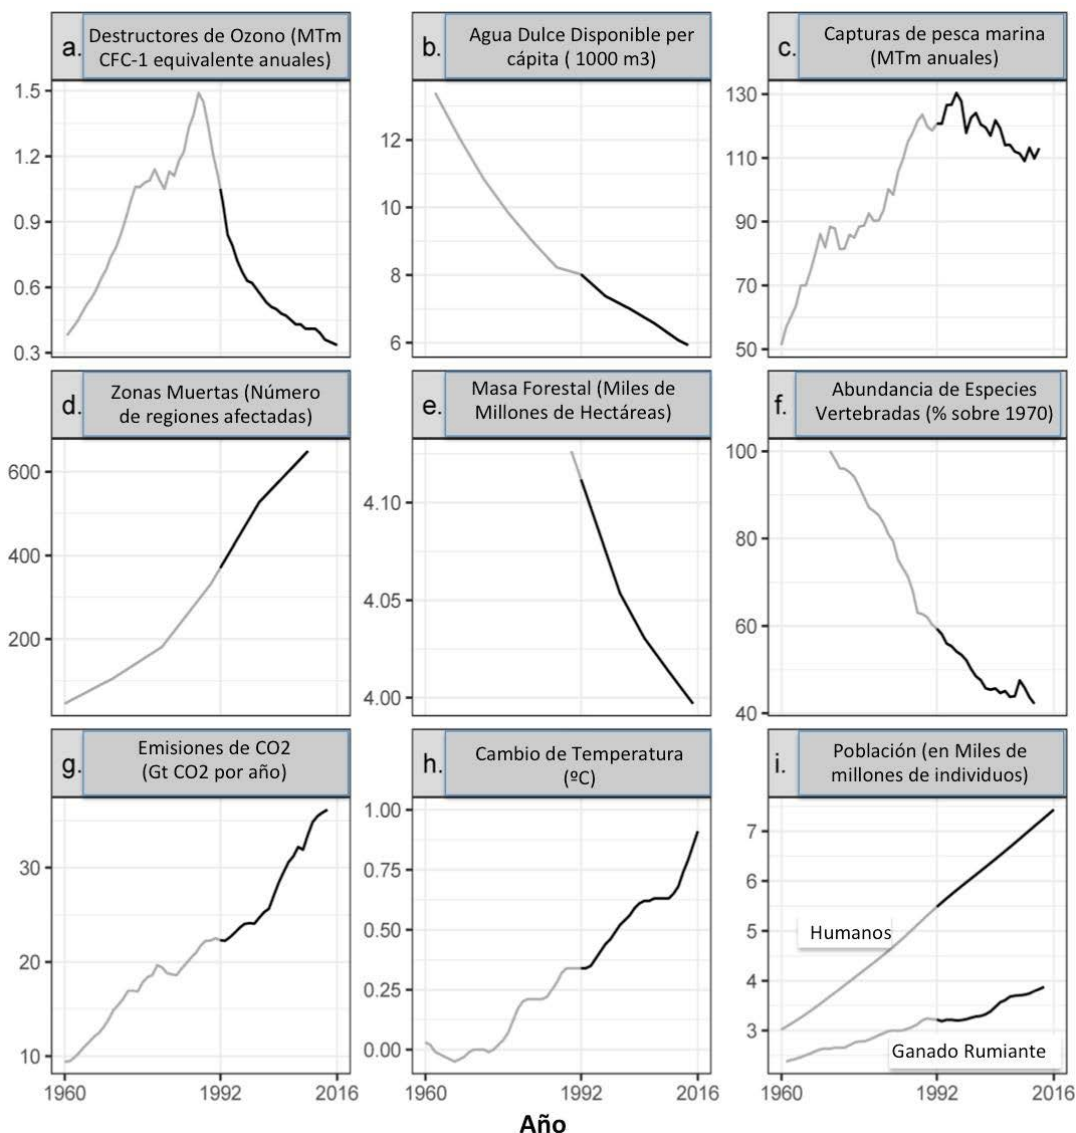 a. Destructores de Ozono (MTm
CFC-1 equivalente anuales)
1.5
1.2
0.9
0.6
0.3
b. Agua Dulce Disponible per
cápita ( 1000 m3)
12
10
8
6
c. Capturas de pesca marina
(MTm anuales)
130
110
90
70
50
d. Zonas Muertas (Número
de regiones afectadas)
600
400
200
e. Masa Forestal (Miles de
Millones de Hectáreas)
4.10
4.05
4.00
f. Abundancia de Especies
Vertebradas (% sobre 1970)
100
80
60
40
g. Emisiones de CO2
(Gt CO2 por año)
30
20
10
1960 1992 2016
h. Cambio de Temperatura
(ºC)
1.00
0.75
0.50
0.25
0.00
1960 1992 2016
i. Población (en Miles de
millones de individuos)
7
6
5
4
3
Humanos
Ganado Rumiante
1960 1992 2016
Año